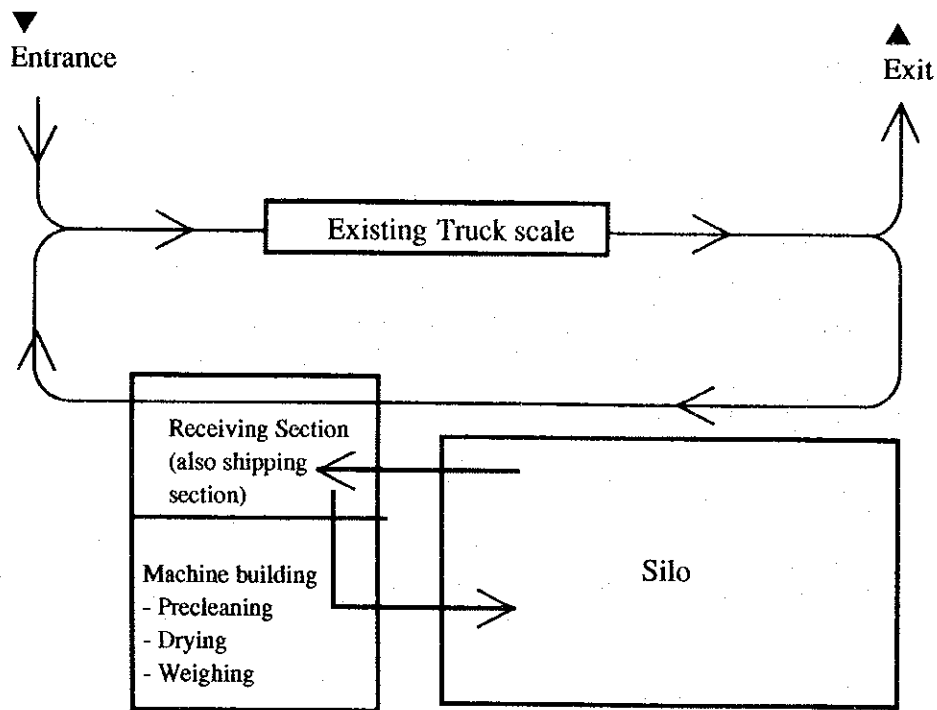 ▼
Entrance
▲
Exit
Existing Truck scale
Receiving Section
(also shipping
section)
Machine building
- Precleaning
- Drying
- Weighing
Silo